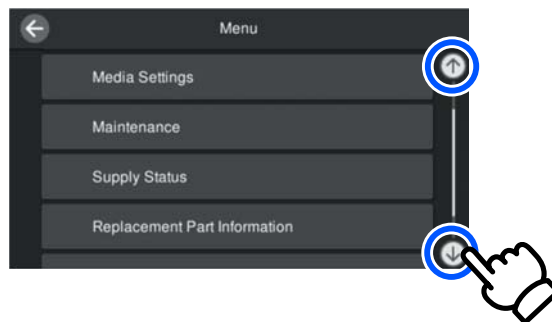 Menu
Media Settings
Maintenance
Supply Status
Replacement Part Information